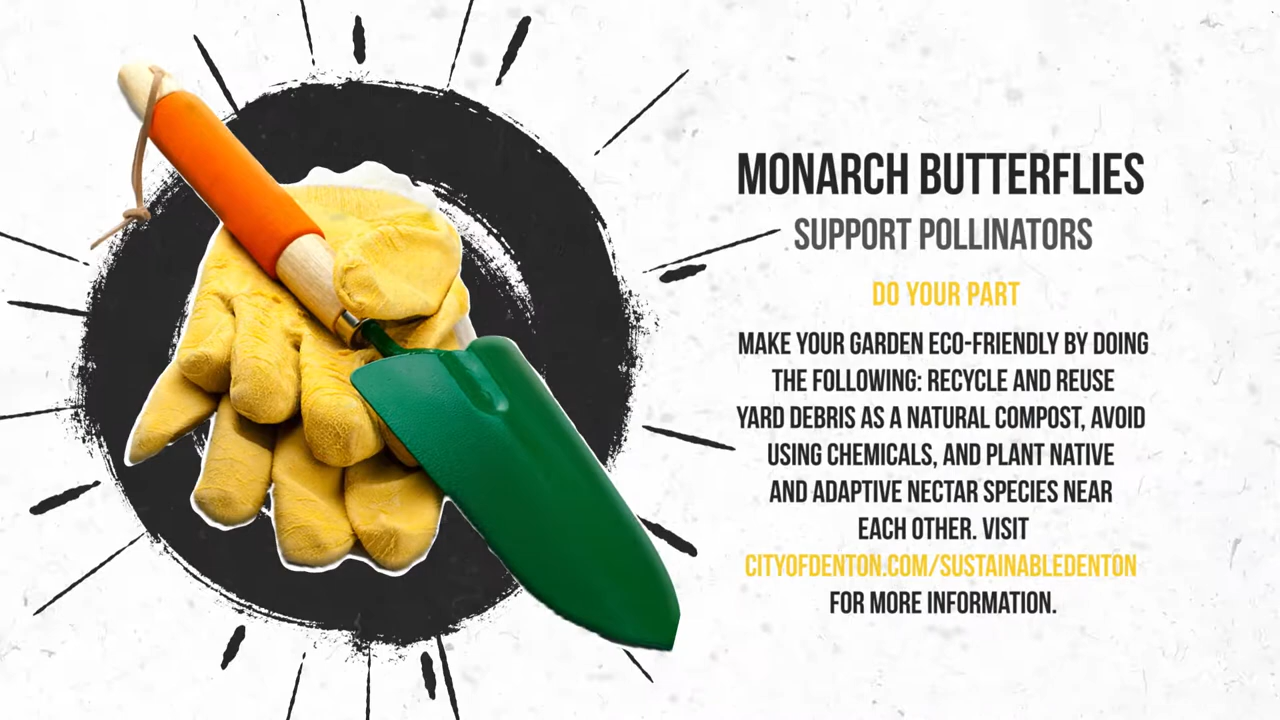 MONARCH BUTTERFLIES
SUPPORT POLLINATORS
DO YOUR PART
MAKE YOUR GARDEN ECO-FRIENDLY BY DOING
THE FOLLOWING: RECYCLE AND REUSE
YARD DEBRIS AS A NATURAL COMPOST, AVOID
USING CHEMICALS, AND PLANT NATIVE
AND ADAPTIVE NECTAR SPECIES NEAR
EACH OTHER. VISIT
CITYOFDENTON.COM/SUSTAINABLEDENTON
FOR MORE INFORMATION.